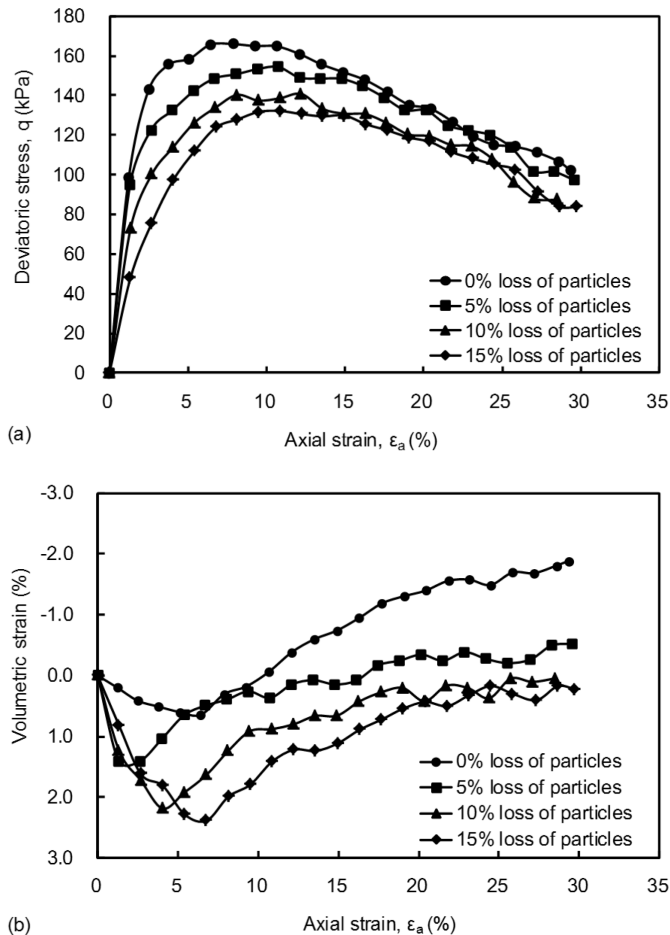 180
160
140
120
100
80
60
40
20
0
Deviatoric stress, q (kPa)
0% loss of particles
5% loss of particles
10% loss of particles
15% loss of particles
0 5 10 15 20 25 30 35
(a)
Axial strain, εa (%)
-3.0
-2.0
-1.0
0.0
1.0
2.0
3.0
Volumetric strain (%)
0% loss of particles
5% loss of particles
10% loss of particles
15% loss of particles
0 5 10 15 20 25 30 35
(b)
Axial strain, εa (%)